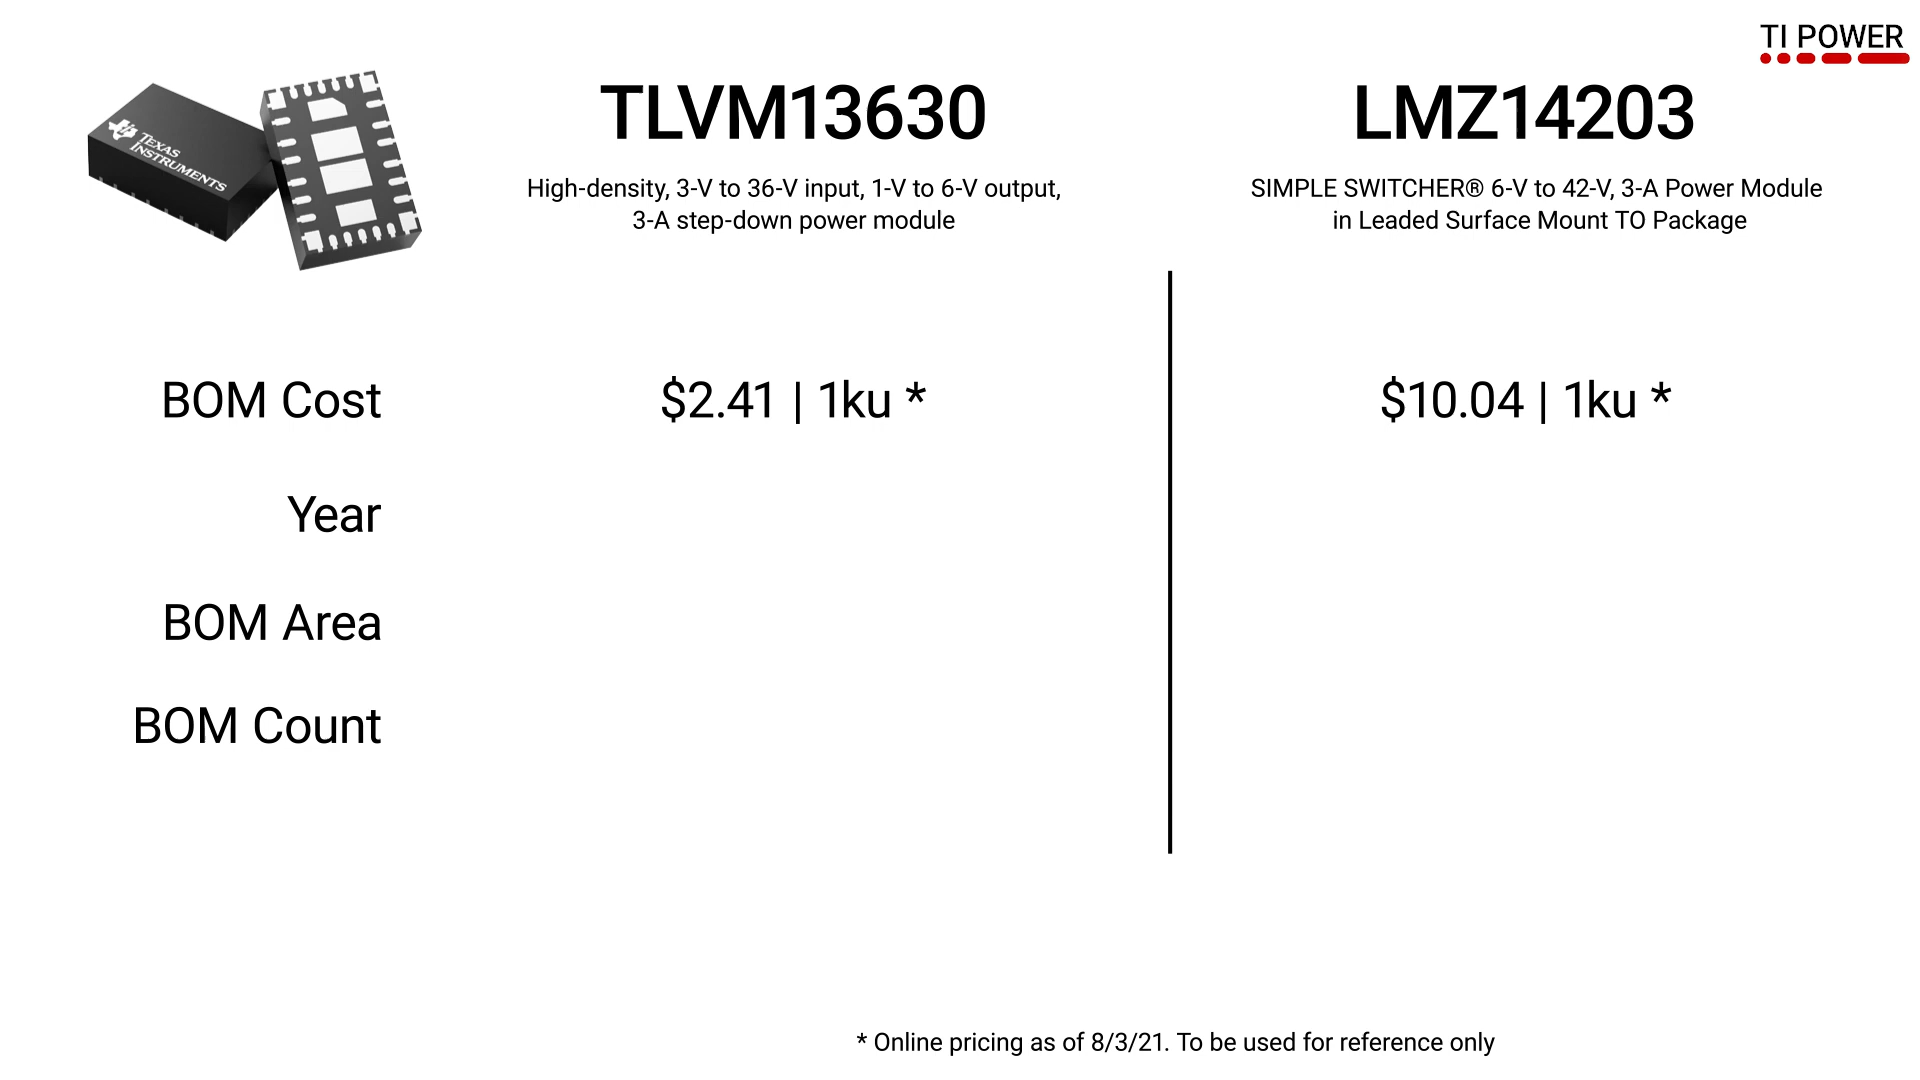 TI POWER
TEXAS
INSTRUMENTS
TLVM13630
High-density, 3-V to 36-V input, 1-V to 6-V output,
3-A step-down power module
LMZ14203
SIMPLE SWITCHER® 6-V to 42-V, 3-A Power Module
in Leaded Surface Mount TO Package
BOM Cost
$2.41 | 1ku *
$10.04 | 1ku *
Year
BOM Area
BOM Count
* Online pricing as of 8/3/21. To be used for reference only